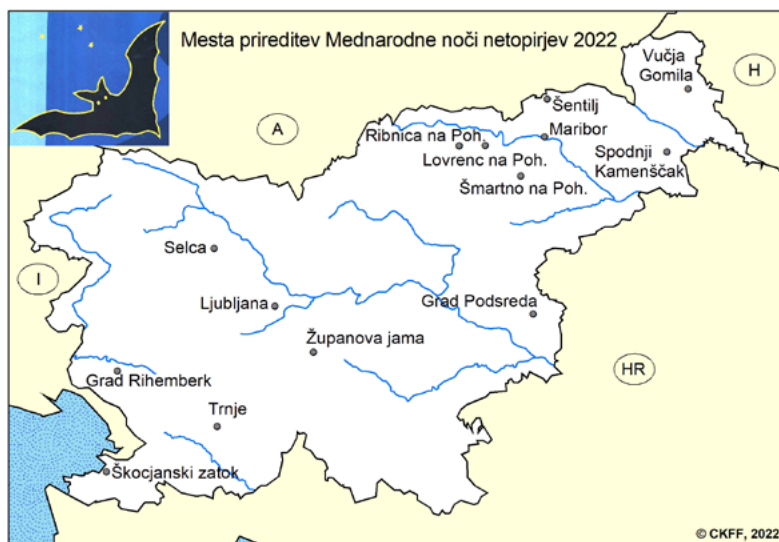 Mesta prireditev Mednarodne noči netopirjev 2022
Vučja
Gomila
H
Šentilj
A
Ribnica na Poh.
Maribor
Lovrenc na Poh.
Spodnji
Kamenščak
Šmartno na Poh.
Selca
I
Ljubljana
Grad Podsreda
Županova jama
Grad Rihemberk
HR
Trnje
Škocjanski zatok
© CKFF, 2022